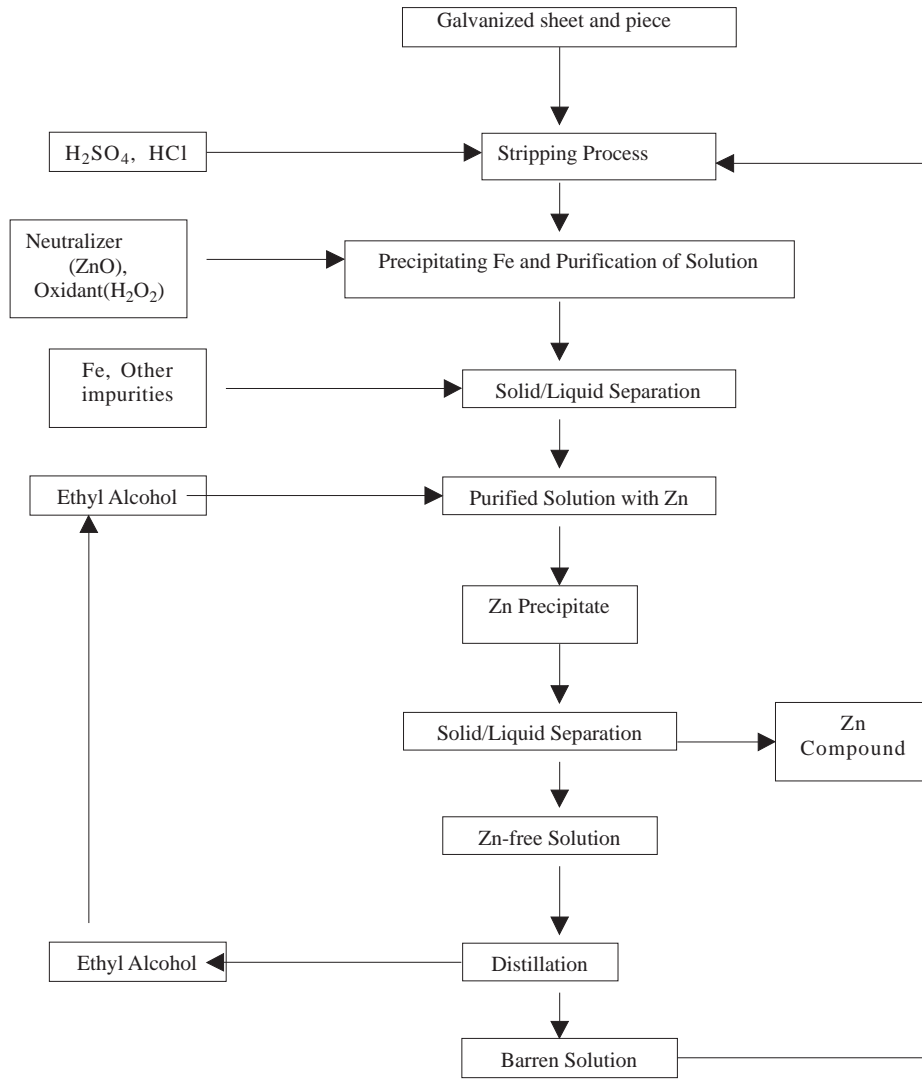 Galvanized sheet and piece
H₂SO₄, HCl
Stripping Process
Neutralizer
(ZnO),
Oxidant(H₂O₂)
Precipitating Fe and Purification of Solution
Fe, Other
impurities
Solid/Liquid Separation
Ethyl Alcohol
Purified Solution with Zn
Zn Precipitate
Solid/Liquid Separation
Zn
Compound
Zn-free Solution
Ethyl Alcohol
Distillation
Barren Solution